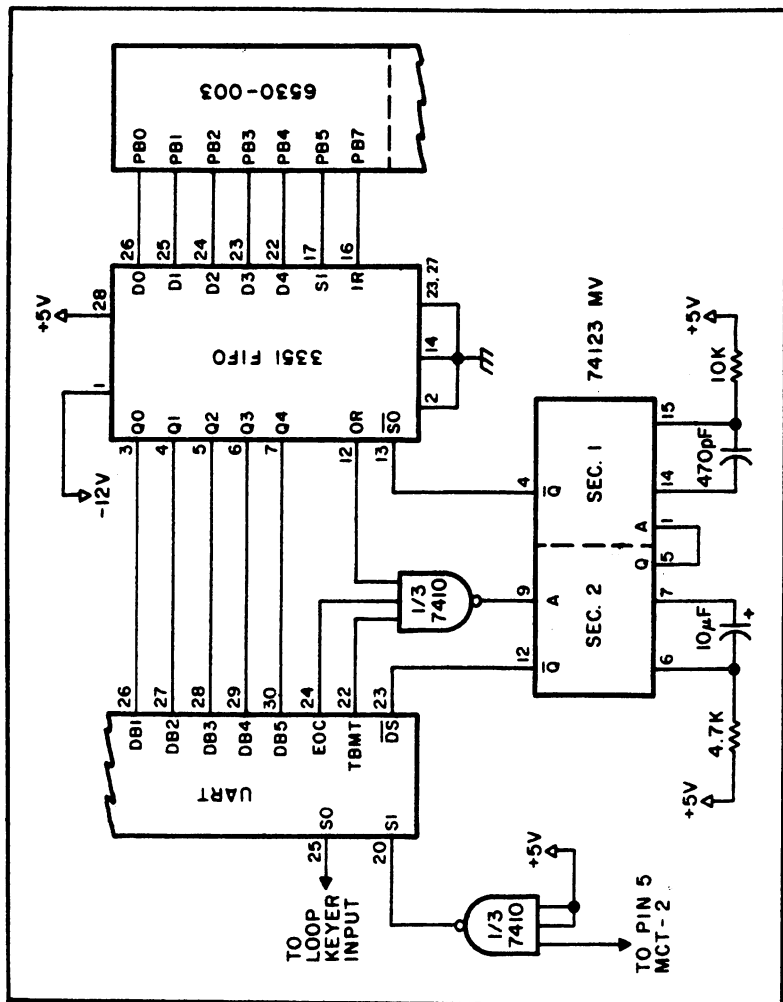 6530-003
PB0
PB1
PB2
PB3
PB4
PB5
PB7
26
25
24
23
22
17
16
D0
D1
D2
D3
D4
SI
IR
+5V
28
3351 FIFO
23, 27
14
2
1
-12V
Q0
Q1
Q2
Q3
Q4
OR
SO
3
4
5
6
7
12
13
74123 MV
+5V
10K
15
470pF
14
SEC. 1
4
Q
A
1
Q
5
1/3
7410
9
A
SEC. 2
7
10µF
+
12
Q
6
4.7K
+5V
26
27
28
29
30
24
22
23
DB1
DB2
DB3
DB4
DB5
EOC
TBMT
DS
UART
SO
SI
25
20
TO
LOOP
KEYER
INPUT
1/3
7410
+5V
TO PIN 5
MCT-2